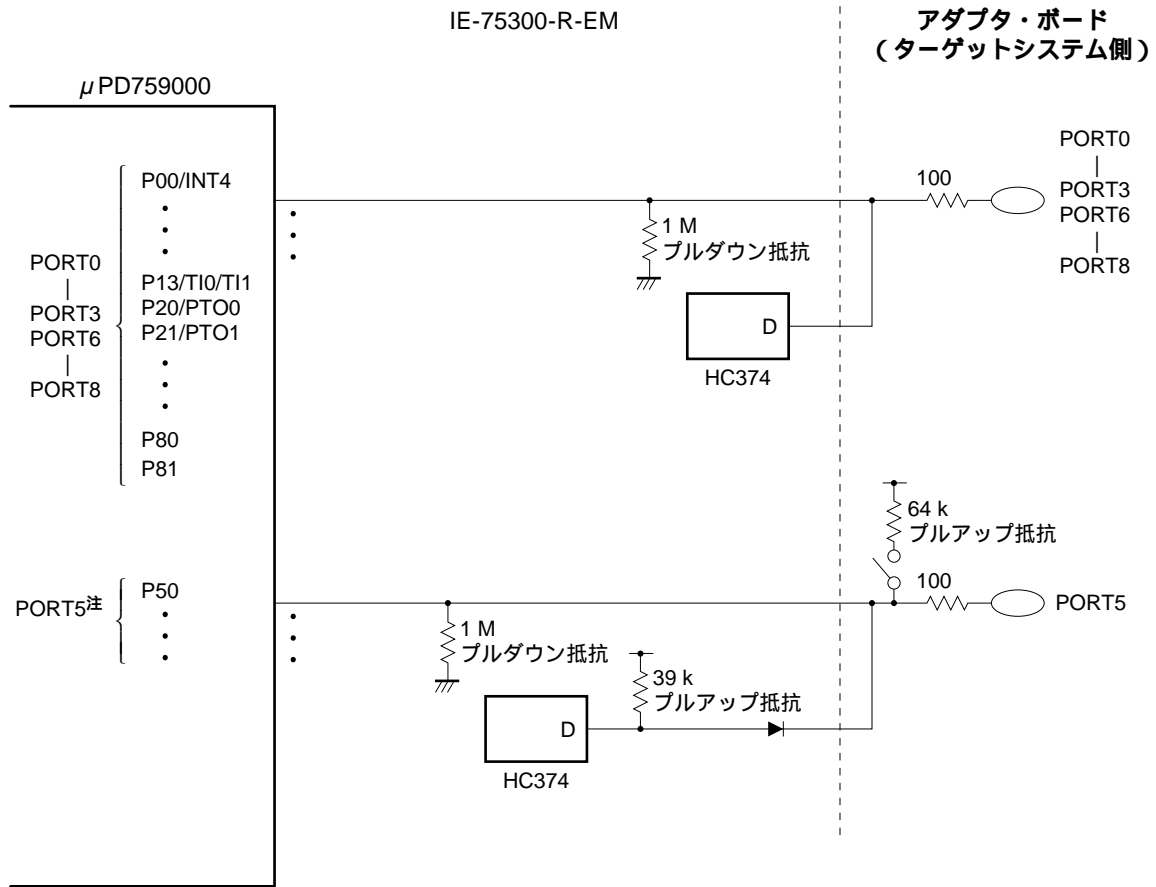 IE-75300-R-EM
アダプタ・ボード
（ターゲットシステム側）
μPD759000
PORT0
PORT3
PORT6
PORT8
P00/INT4
P13/TI0/TI1
P20/PTO0
P21/PTO1
P80
P81
1 M
プルダウン抵抗
D
HC374
100
PORT0
PORT3
PORT6
PORT8
PORT5注
P50
1 M
プルダウン抵抗
39 k
プルアップ抵抗
D
HC374
64 k
プルアップ抵抗
100
PORT5